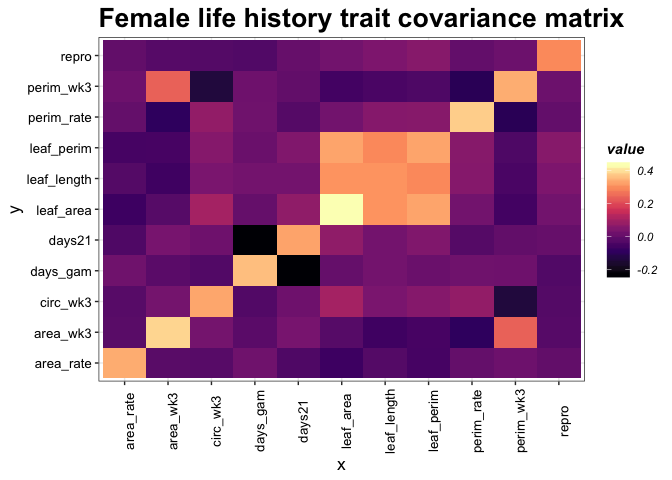 Female life history trait covariance matrix
repro
perim_wk3
perim_rate
leaf_perim
leaf_length
leaf_area
days21
days_gam
circ_wk3
area_wk3
area_rate
y
area_rate
area_wk3
circ_wk3
days_gam
days21
leaf_area
leaf_length
leaf_perim
perim_rate
perim_wk3
repro
x
value
0.4
0.2
0.0
-0.2